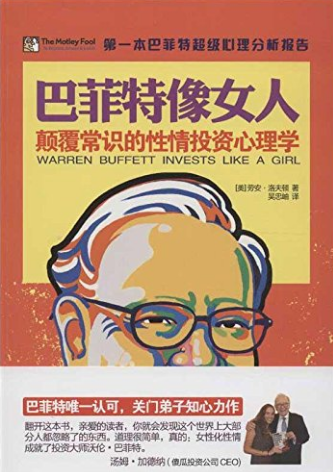 The Motley Fool
第一本巴菲特超级心理分析报告
巴菲特像女人
颠覆常识的性情投资心理学
WARREN BUFFETT INVESTS LIKE A GIRL
[美]劳安·洛夫顿 著
吴忠岫 译
巴菲特唯一认可，关门弟子知心力作
翻开这本书，亲爱的读者，你就会发现这个世界上大部
分人都忽略了的东西。道理很简单，真的：女性化性情
成就了投资大师沃伦·巴菲特。
汤姆·加德纳（傻瓜投资公司 CEO）